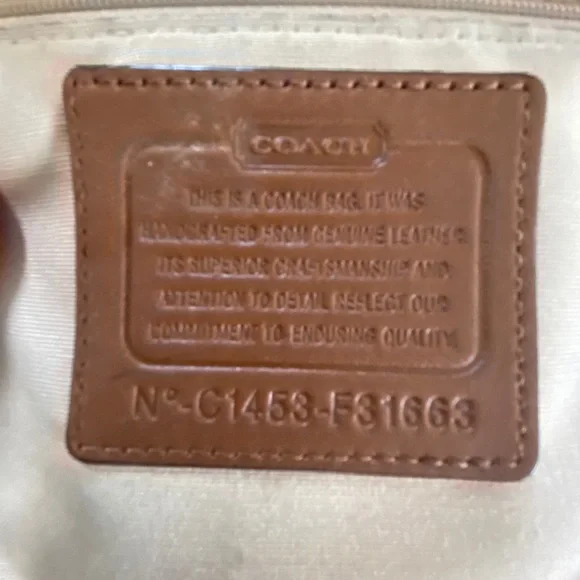 COACH
THIS IS A COACH BAG. IT WAS
HANDCRAFTED FROM GENUINE LEATHER.
ITS SUPERIOR CRAFTSMANSHIP AND
ATTENTION TO DETAIL REFLECT OUR
COMMITMENT TO ENDURING QUALITY.
Nº-C1453-F31663